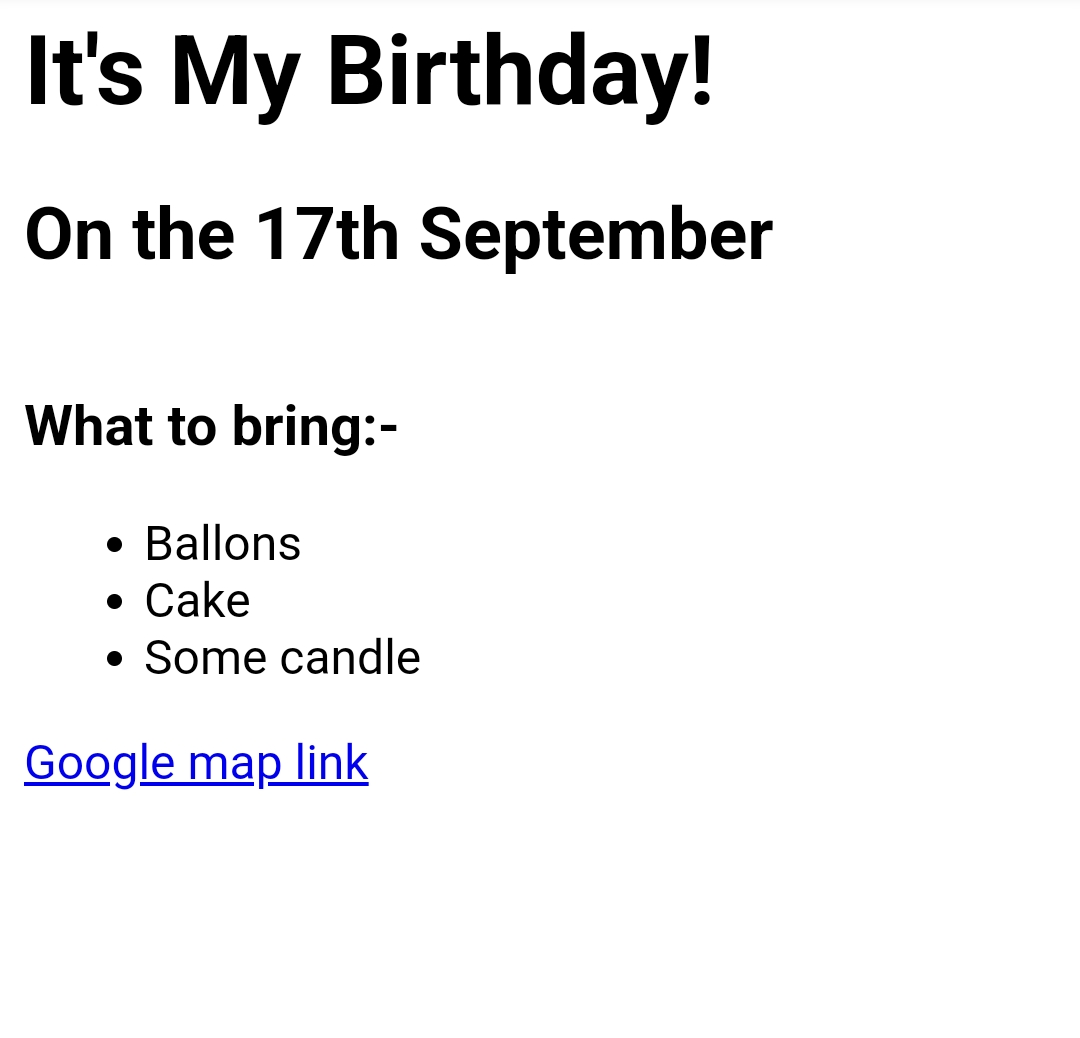 It's My Birthday!
On the 17th September
What to bring:-
Ballons
Cake
Some candle
Google map link